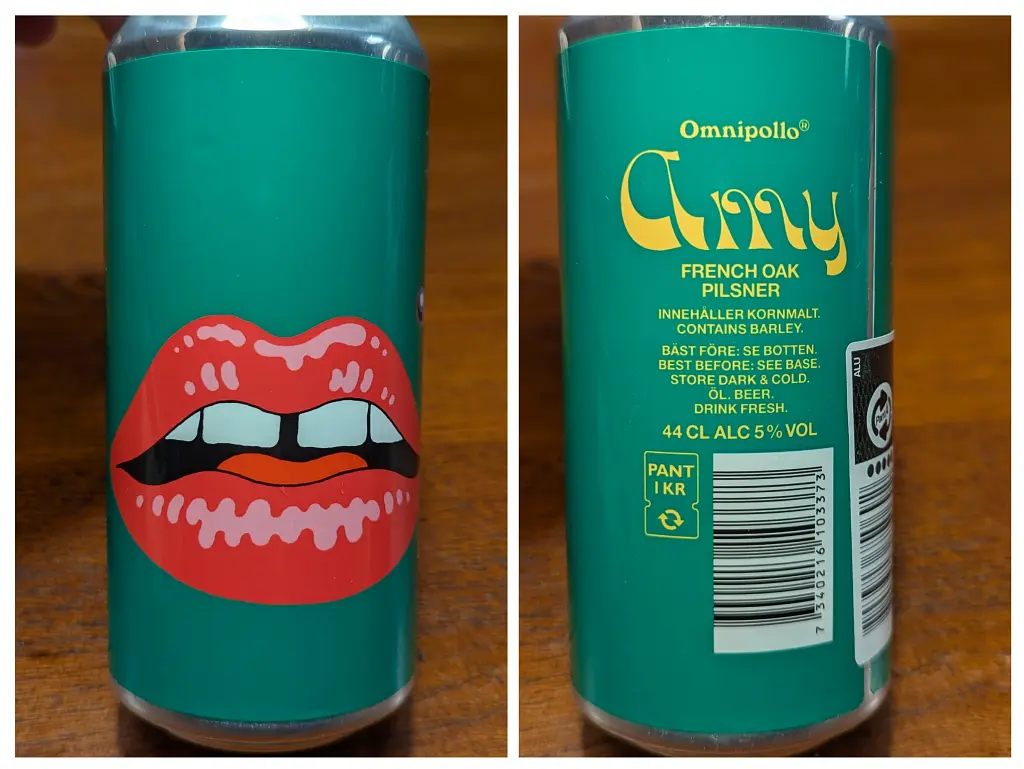 Omnipollo®
Amy
FRENCH OAK
PILSNER
INNEHÅLLER KORNMALT.
CONTAINS BARLEY.
BÄST FÖRE: SE BOTTEN.
BEST BEFORE: SEE BASE.
STORE DARK & COLD.
ÖL. BEER.
DRINK FRESH.
44 CL ALC 5 % VOL
PANT
1 KR
7 340216 103373
ALU